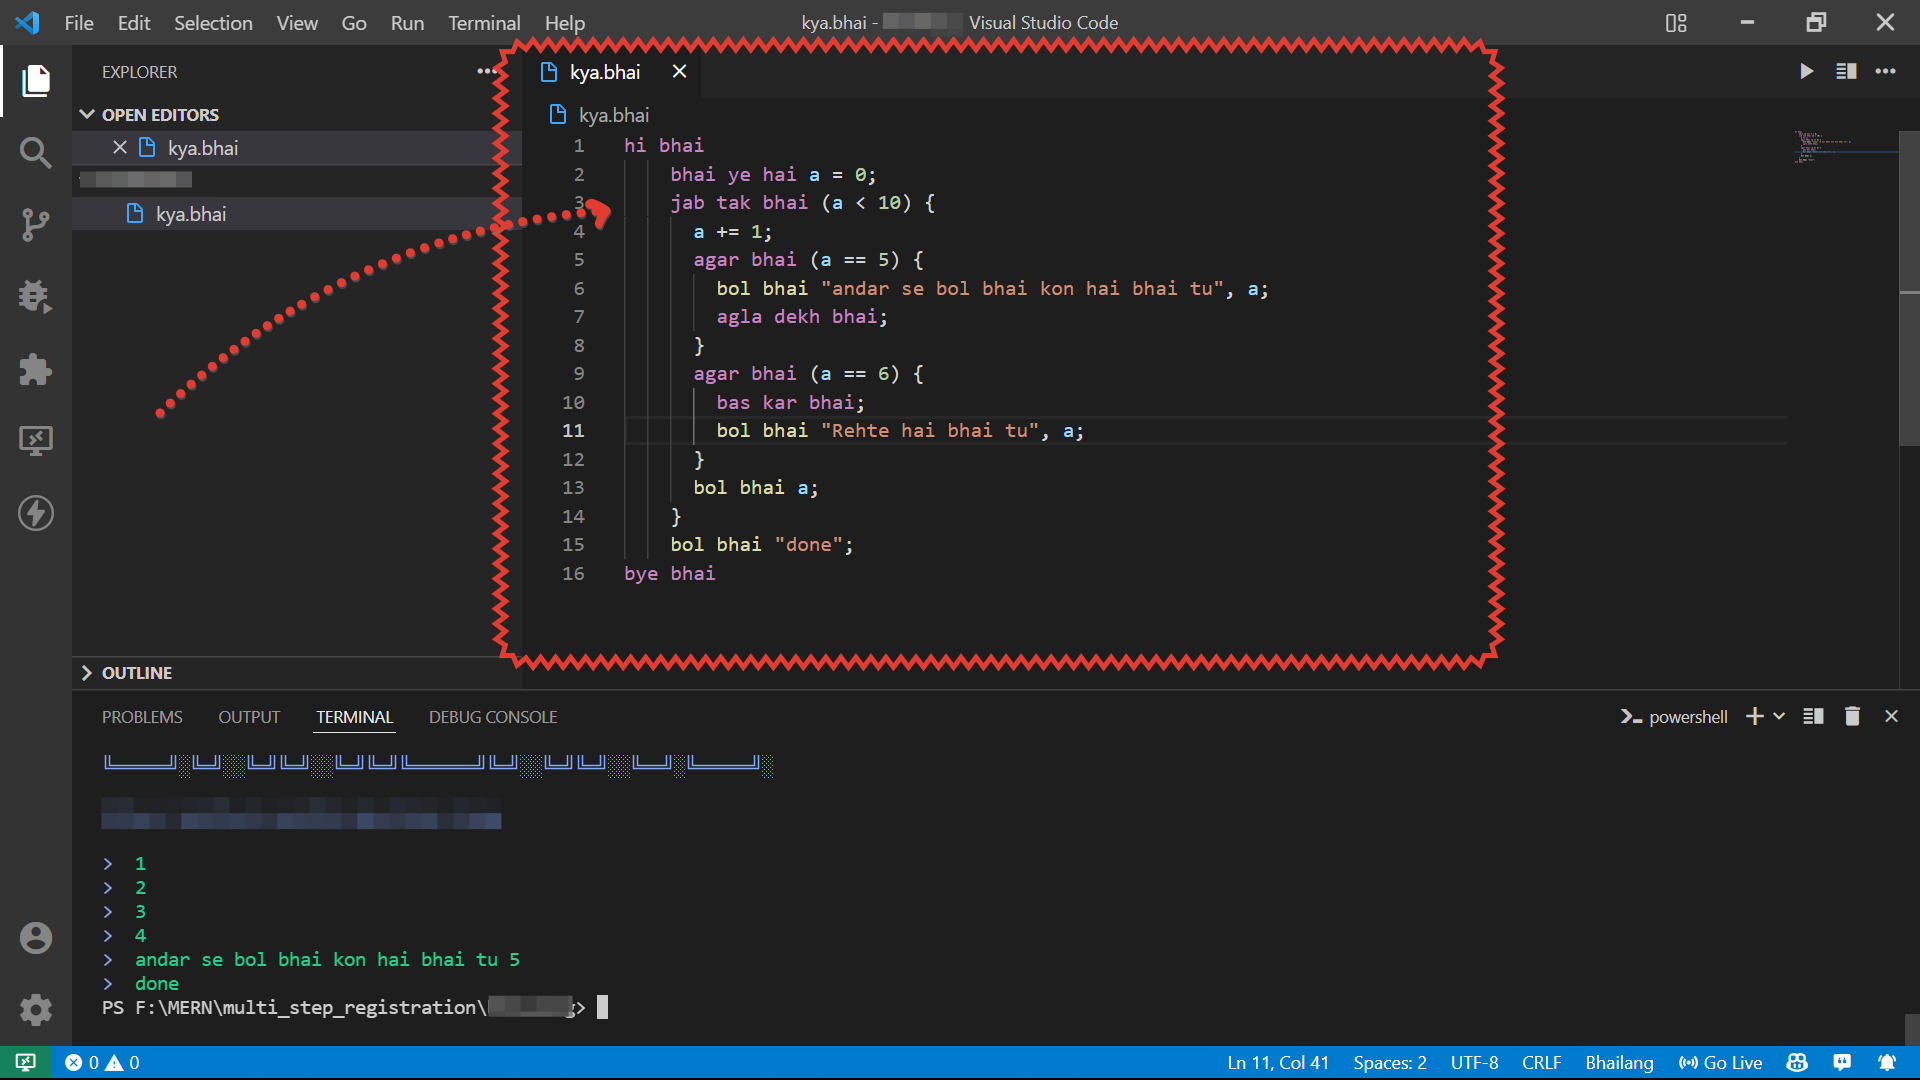 File Edit Selection View Go Run Terminal Help
kya.bhai - Visual Studio Code
EXPLORER
OPEN EDITORS
kya.bhai
kya.bhai
kya.bhai
kya.bhai
1 hi bhai
2 bhai ye hai a = 0;
3 jab tak bhai (a < 10) {
4 a += 1;
5 agar bhai (a == 5) {
6 bol bhai "andar se bol bhai kon hai bhai tu", a;
7 agla dekh bhai;
8 }
9 agar bhai (a == 6) {
10 bas kar bhai;
11 bol bhai "Rehte hai bhai tu", a;
12 }
13 bol bhai a;
14 }
15 bol bhai "done";
16 bye bhai
OUTLINE
PROBLEMS OUTPUT TERMINAL DEBUG CONSOLE
powershell
> 1
> 2
> 3
> 4
> andar se bol bhai kon hai bhai tu 5
> done
PS F:\MERN\multi_step_registration\ >
0 0
Ln 11, Col 41 Spaces: 2 UTF-8 CRLF Bhailang Go Live